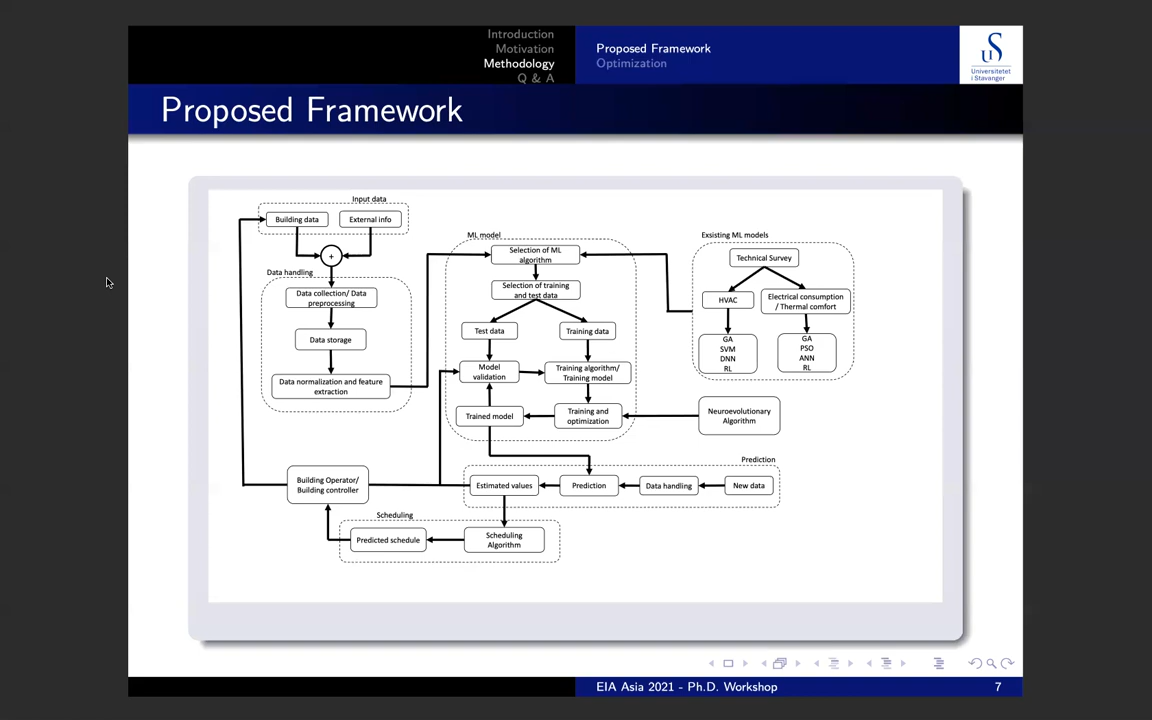 Introduction
Motivation
Methodology
Q & A
Proposed Framework
Optimization
uS
Universitetet
i Stavanger
Proposed Framework
Input data
Building data
External info
+
Data handling
Data collection/ Data
preprocessing
Data storage
Data normalization and feature
extraction
ML model
Selection of ML
algorithm
Selection of training
and test data
Test data
Training data
Model
validation
Training algorithm/
Training model
Trained model
Training and
optimization
Exsisting ML models
Technical Survey
HVAC
Electrical consumption
/ Thermal comfort
GA
SVM
DNN
RL
GA
PSO
ANN
RL
Neuroevolutionary
Algorithm
Prediction
Estimated values
Prediction
Data handling
New data
Building Operator/
Building controller
Scheduling
Predicted schedule
Scheduling
Algorithm
EIA Asia 2021 - Ph.D. Workshop
7